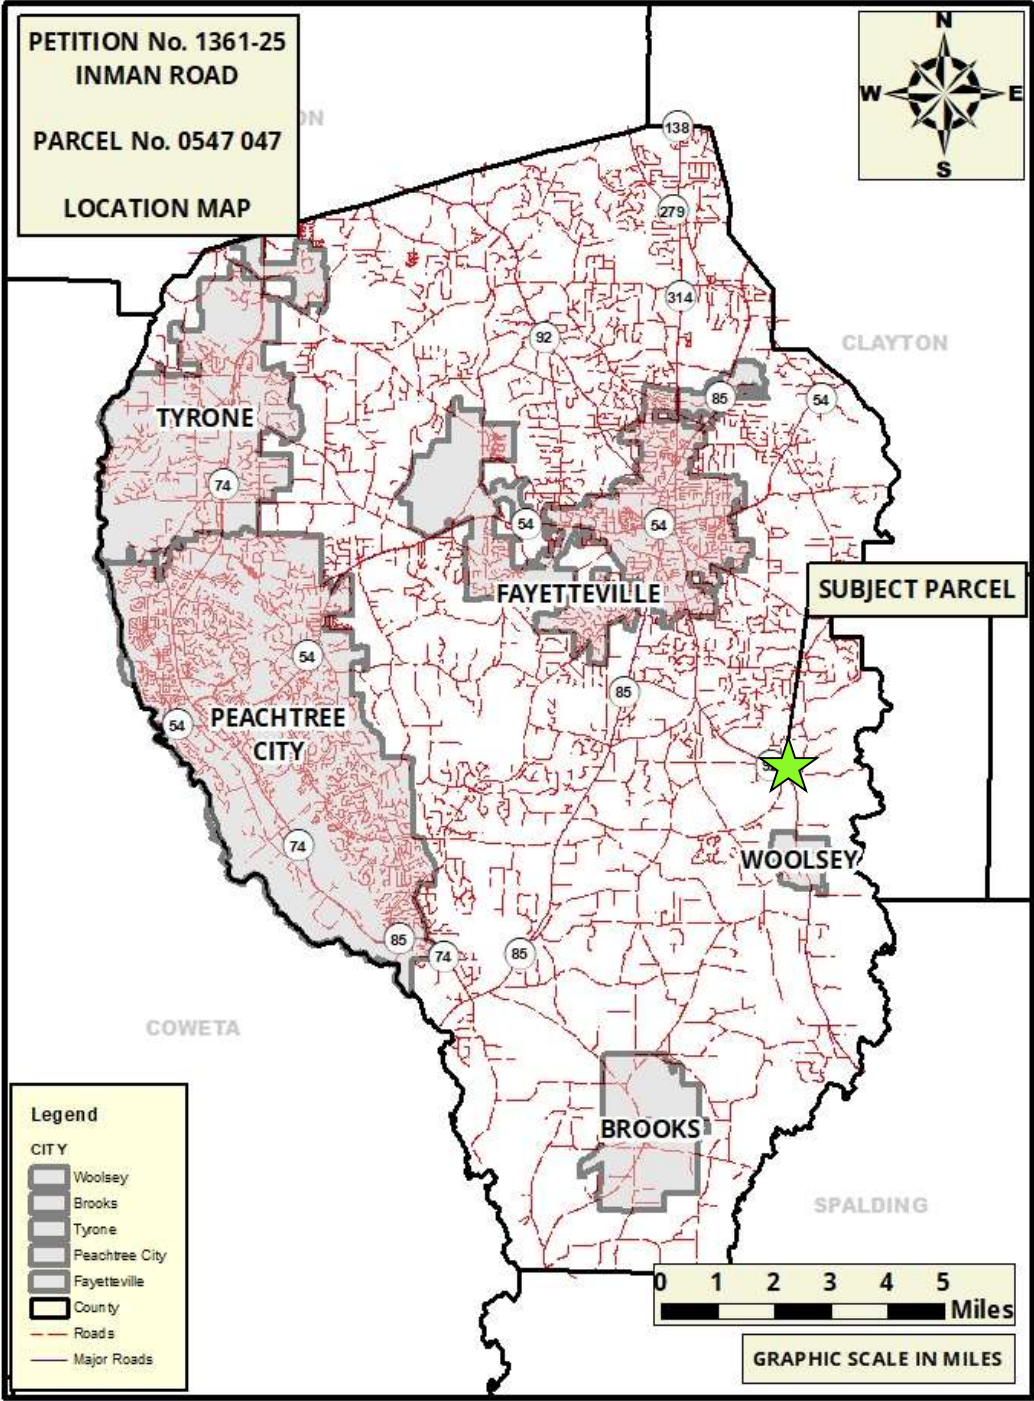 PETITION No. 1361-25
INMAN ROAD
PARCEL No. 0547 047
LOCATION MAP
N
W
E
S
138
279
314
92
CLAYTON
85
54
TYRONE
74
54
54
FAYETTEVILLE
SUBJECT PARCEL
54
85
54
PEACHTREE
CITY
74
WOOLSEY
85
74
85
COWETA
BROOKS
SPALDING
Legend
CITY
Woolsey
Brooks
Tyrone
Peachtree City
Fayetteville
County
Roads
Major Roads
0 1 2 3 4 5
Miles
GRAPHIC SCALE IN MILES